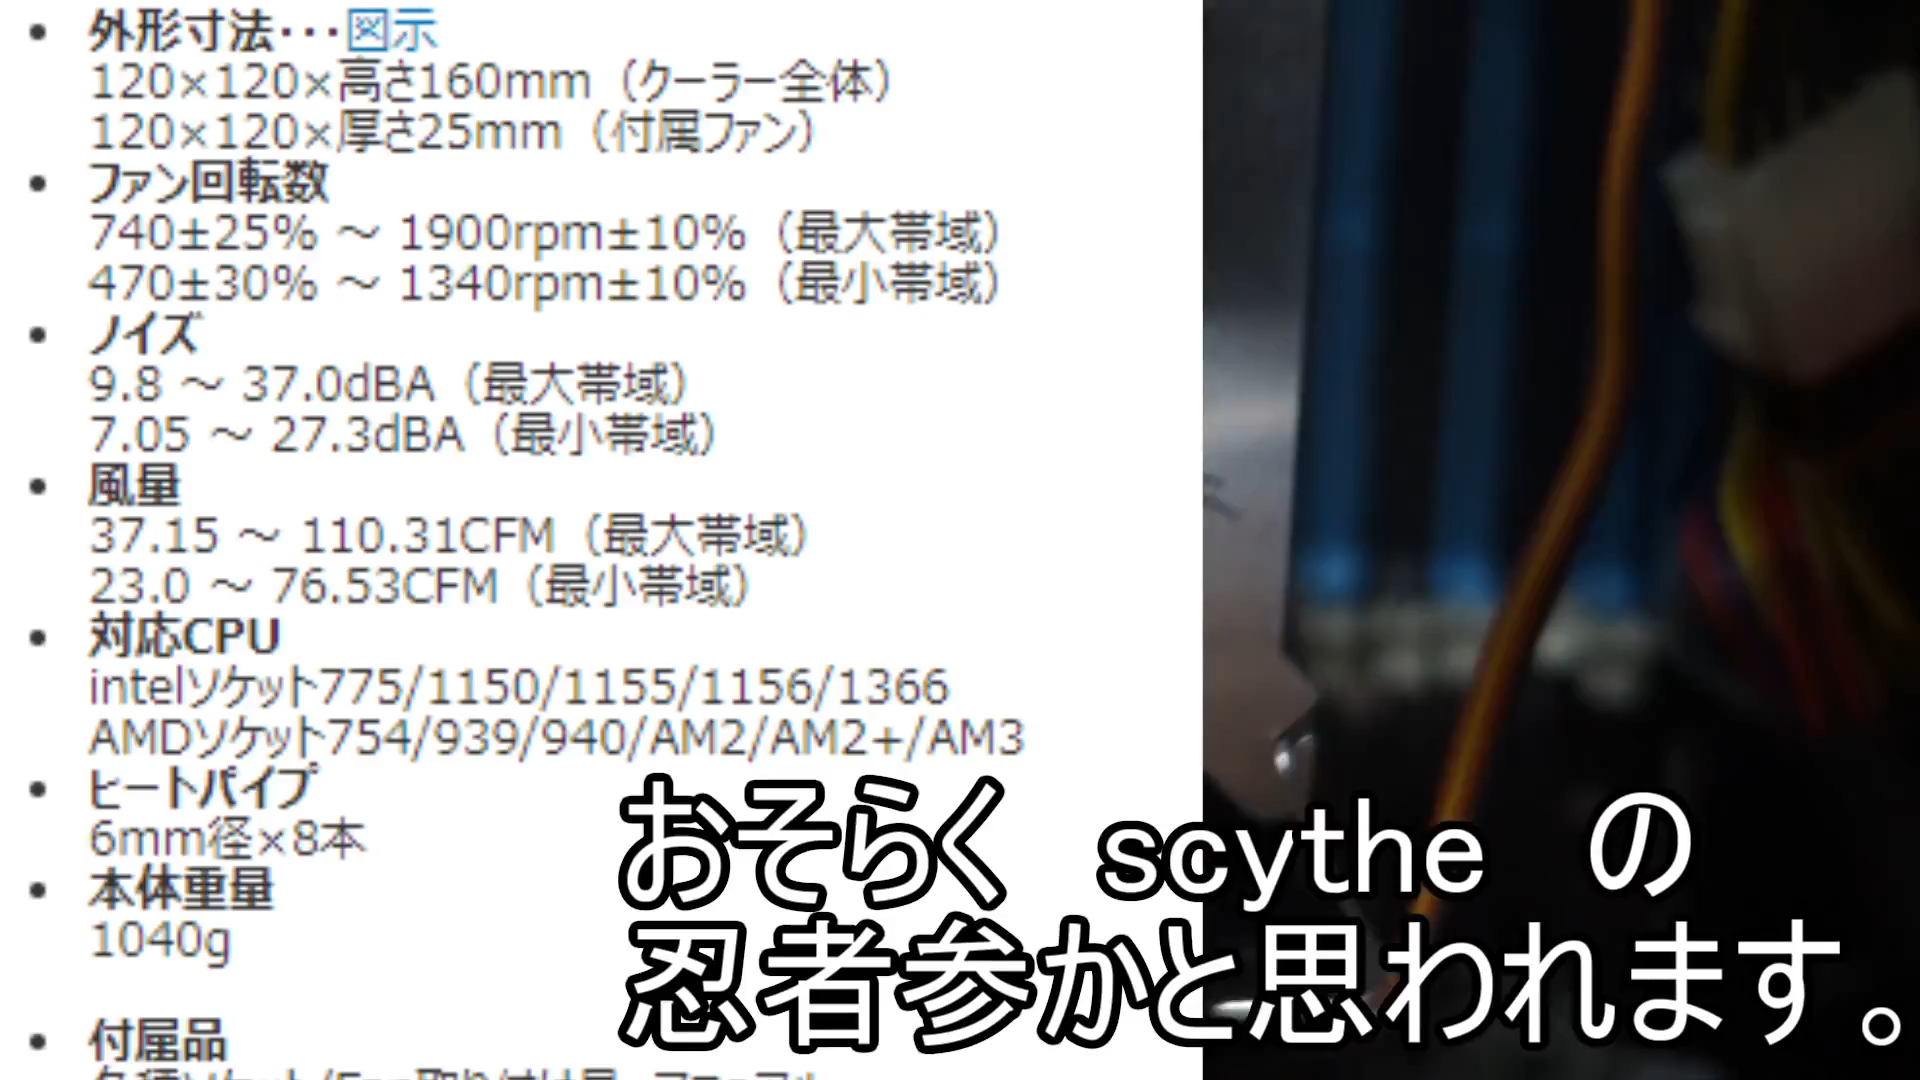 外形寸法･･･図示
120×120×高さ160mm（クーラー全体）
120×120×厚さ25mm（付属ファン）
ファン回転数
740±25% ～ 1900rpm±10%（最大帯域）
470±30% ～ 1340rpm±10%（最小帯域）
ノイズ
9.8 ～ 37.0dBA（最大帯域）
7.05 ～ 27.3dBA（最小帯域）
風量
37.15 ～ 110.31CFM（最大帯域）
23.0 ～ 76.53CFM（最小帯域）
対応CPU
intelソケット775/1150/1155/1156/1366
AMDソケット754/939/940/AM2/AM2+/AM3
ヒートパイプ
6mm径×8本
本体重量
1040g
付属品
おそらく　scythe　の
忍者参かと思われます。